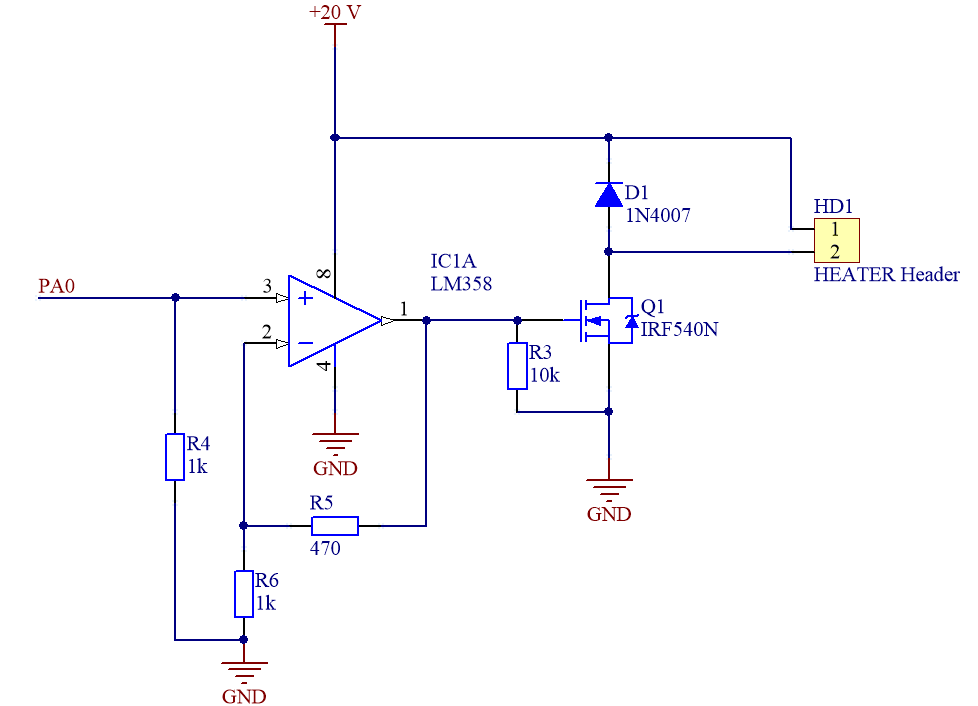 +20 V
D1
1N4007
HD1
1
2
HEATER Header
IC1A
LM358
8
PA0
3
+
1
2
−
4
Q1
IRF540N
R3
10k
R4
1k
GND
GND
R5
470
R6
1k
GND